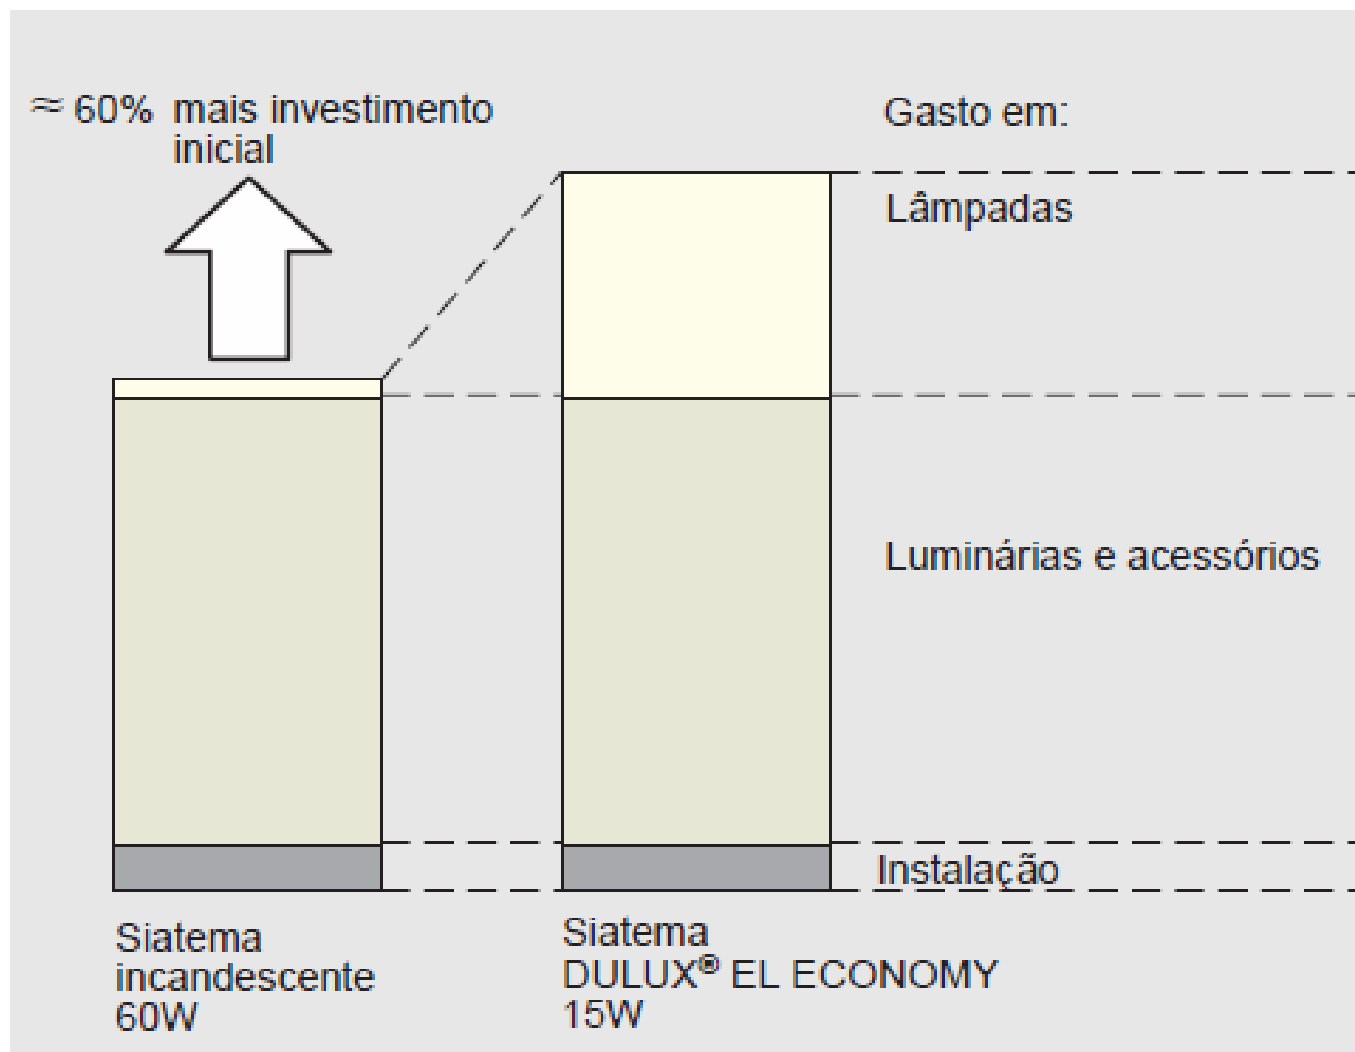 ≈ 60% mais investimento
inicial
Gasto em:
Lâmpadas
Luminárias e acessórios
Instalação
Siatema
incandescente
60W
Siatema
DULUX® EL ECONOMY
15W